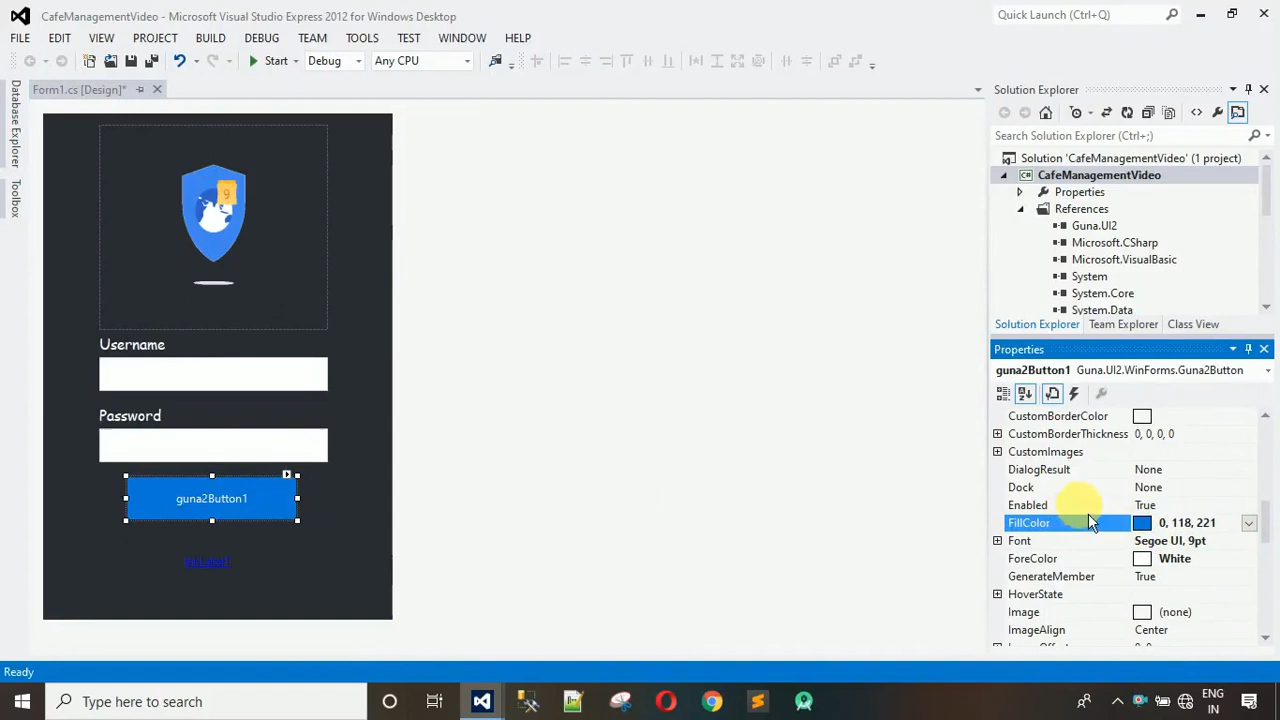 CafeManagementVideo - Microsoft Visual Studio Express 2012 for Windows Desktop
Quick Launch (Ctrl+Q)
FILE EDIT VIEW PROJECT BUILD DEBUG TEAM TOOLS TEST WINDOW HELP
Start Debug Any CPU
Form1.cs [Design]*
Database Explorer
Toolbox
9
Username
Password
guna2Button1
Solution Explorer
Search Solution Explorer (Ctrl+;)
Solution 'CafeManagementVideo' (1 project)
C#
CafeManagementVideo
Properties
References
Guna.UI2
Microsoft.CSharp
Microsoft.VisualBasic
System
System.Core
System.Data
Solution Explorer Team Explorer Class View
Properties
guna2Button1 Guna.UI2.WinForms.Guna2Button
CustomBorderColor
CustomBorderThickness 0, 0, 0, 0
CustomImages
DialogResult None
Dock None
Enabled True
FillColor 0, 118, 221
Font Segoe UI, 9pt
ForeColor White
GenerateMember True
HoverState
Image (none)
ImageAlign Center
Ready
Type here to search
ENG
IN